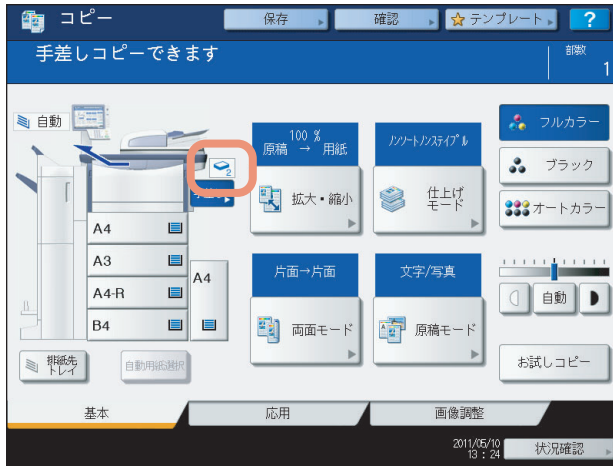 コピー
保存
確認
テンプレート
?
手差しコピーできます
部数
1
自動
2
A4
A3
A4-R
B4
A4
排紙先
トレイ
自動用紙選択
100 %
原稿 → 用紙
拡大・縮小
ノンソート/ノンステイプル
仕上げ
モード
片面→片面
両面モード
文字/写真
原稿モード
フルカラー
ブラック
オートカラー
自動
お試しコピー
基本
応用
画像調整
2011/05/10
13 : 24
状況確認